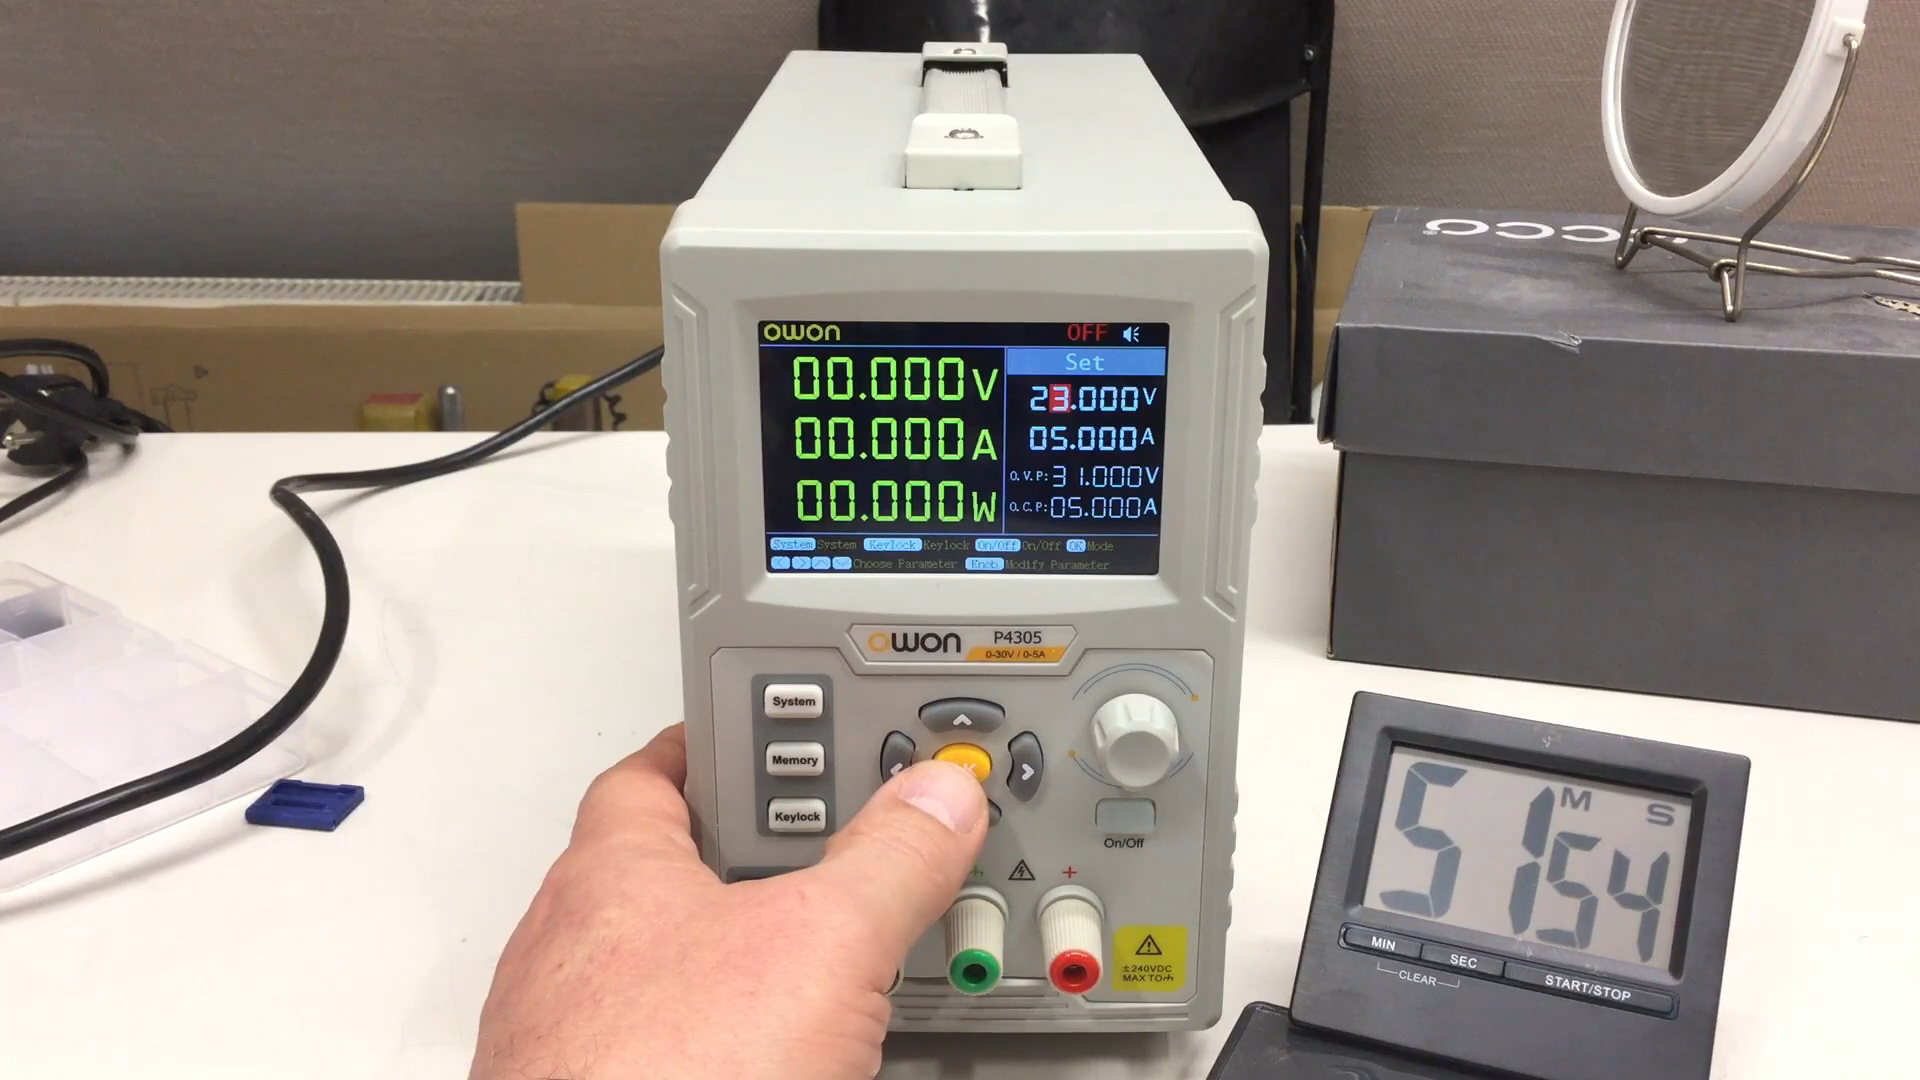 owon OFF
Set
00.000V
23.000V
00.000A
05.000A
O.V.P:31.000V
00.000W
O.C.P:05.000A
System System Keylock Keylock On/Off On/Off OK Mode
Choose Parameter Knob Modify Parameter
owon P4305
0-30V / 0-5A
System
Memory
Keylock
On/Off
+
±240VDC
MAX TO
M S
51 54
MIN SEC START/STOP
CLEAR